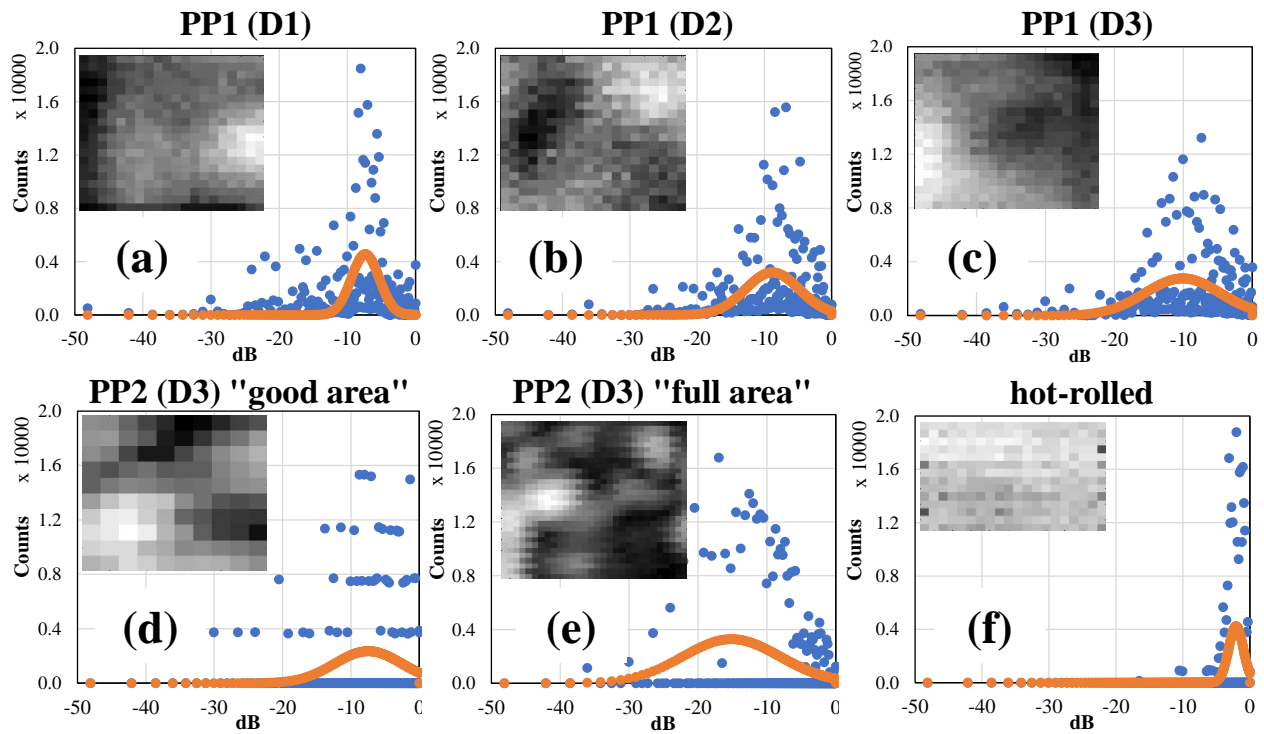 PP1 (D1)
PP1 (D2)
PP1 (D3)
x 10000
Counts
2.0
1.6
1.2
0.8
0.4
0.0
(a)
-50 -40 -30 -20 -10 0
dB
x 10000
Counts
2.0
1.6
1.2
0.8
0.4
0.0
(b)
-50 -40 -30 -20 -10 0
dB
x 10000
Counts
2.0
1.6
1.2
0.8
0.4
0.0
(c)
-50 -40 -30 -20 -10 0
dB
PP2 (D3) "good area"
PP2 (D3) "full area"
hot-rolled
x 10000
Counts
2.0
1.6
1.2
0.8
0.4
0.0
(d)
-50 -40 -30 -20 -10 0
dB
x 10000
Counts
2.0
1.6
1.2
0.8
0.4
0.0
(e)
-50 -40 -30 -20 -10 0
dB
x 10000
Counts
2.0
1.6
1.2
0.8
0.4
0.0
(f)
-50 -40 -30 -20 -10 0
dB